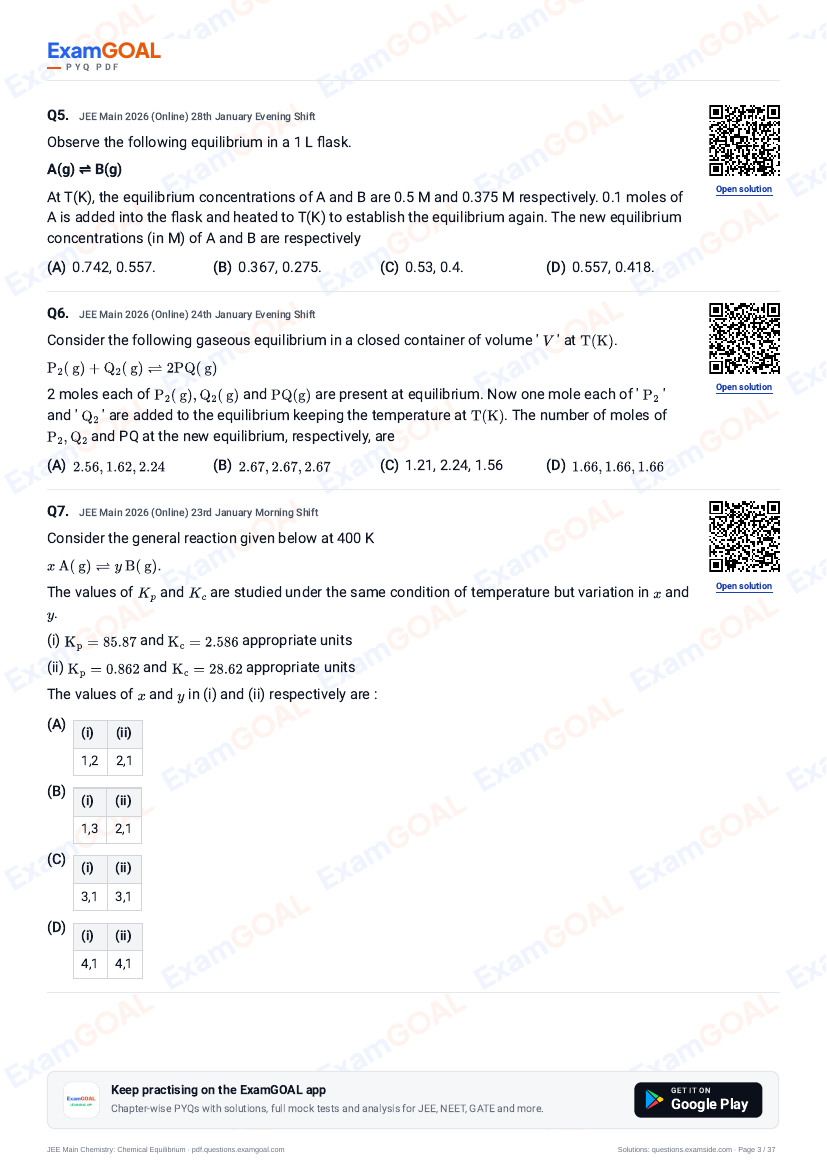 ExamGOAL
PYQ PDF
Q5. JEE Main 2026 (Online) 28th January Evening Shift
Observe the following equilibrium in a 1 L flask.
A(g) ⇌ B(g)
At T(K), the equilibrium concentrations of A and B are 0.5 M and 0.375 M respectively. 0.1 moles of
A is added into the flask and heated to T(K) to establish the equilibrium again. The new equilibrium
concentrations (in M) of A and B are respectively
(A) 0.742, 0.557. (B) 0.367, 0.275. (C) 0.53, 0.4. (D) 0.557, 0.418.
Open solution
Q6. JEE Main 2026 (Online) 24th January Evening Shift
Consider the following gaseous equilibrium in a closed container of volume ' V ' at T(K).
P₂( g) + Q₂( g) ⇌ 2PQ( g)
2 moles each of P₂( g), Q₂( g) and PQ(g) are present at equilibrium. Now one mole each of ' P₂ '
and ' Q₂ ' are added to the equilibrium keeping the temperature at T(K). The number of moles of
P₂, Q₂ and PQ at the new equilibrium, respectively, are
(A) 2.56, 1.62, 2.24 (B) 2.67, 2.67, 2.67 (C) 1.21, 2.24, 1.56 (D) 1.66, 1.66, 1.66
Open solution
Q7. JEE Main 2026 (Online) 23rd January Morning Shift
Consider the general reaction given below at 400 K
x A( g) ⇌ y B( g).
The values of Kₚ and K꜀ are studied under the same condition of temperature but variation in x and
y.
(i) Kₚ = 85.87 and K꜀ = 2.586 appropriate units
(ii) Kₚ = 0.862 and K꜀ = 28.62 appropriate units
The values of x and y in (i) and (ii) respectively are :
Open solution
(A) (i) (ii)
1,2 2,1
(B) (i) (ii)
1,3 2,1
(C) (i) (ii)
3,1 3,1
(D) (i) (ii)
4,1 4,1
Keep practising on the ExamGOAL app
Chapter-wise PYQs with solutions, full mock tests and analysis for JEE, NEET, GATE and more.
GET IT ON
Google Play
JEE Main Chemistry: Chemical Equilibrium · pdf.questions.examgoal.com
Solutions: questions.examside.com · Page 3 / 37